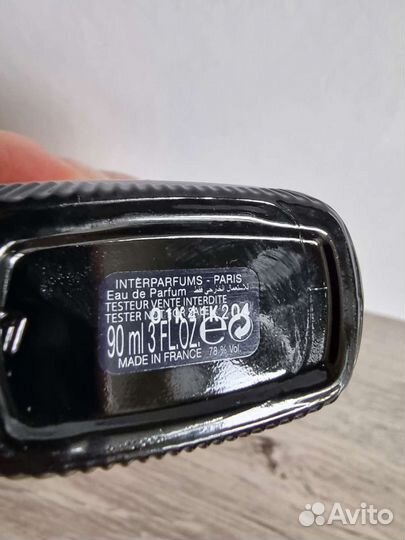 INTERPARFUMS - PARIS
Eau de Parfum للاستعمال الخارجي فقط
TESTEUR VENTE INTERDITE
TESTER
90 ml 3 FL.OZ. e
MADE IN FRANCE 78 % Vol.
Avito